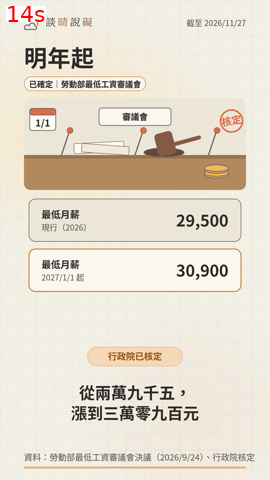 14s
談晴說礙
截至 2026/11/27
明年起
已確定｜勞動部最低工資審議會
1/1
審議會
核定
最低月薪
現行（2026）
29,500
最低月薪
2027/1/1 起
30,900
行政院已核定
從兩萬九千五，
漲到三萬零九百元
資料：勞動部最低工資審議會決議（2026/9/24）、行政院核定